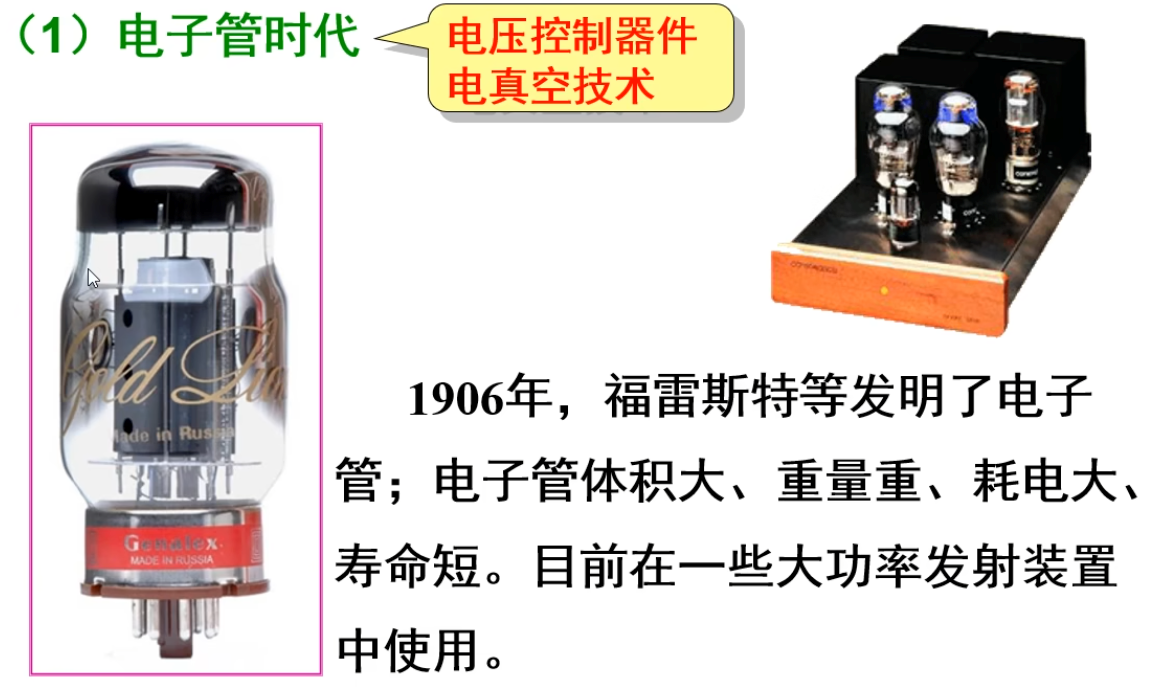 （1）电子管时代
电压控制器件
电真空技术
Gold Lion
Made in Russia
Genalex.
MADE IN RUSSIA
1906年，福雷斯特等发明了电子
管；电子管体积大、重量重、耗电大、
寿命短。目前在一些大功率发射装置
中使用。